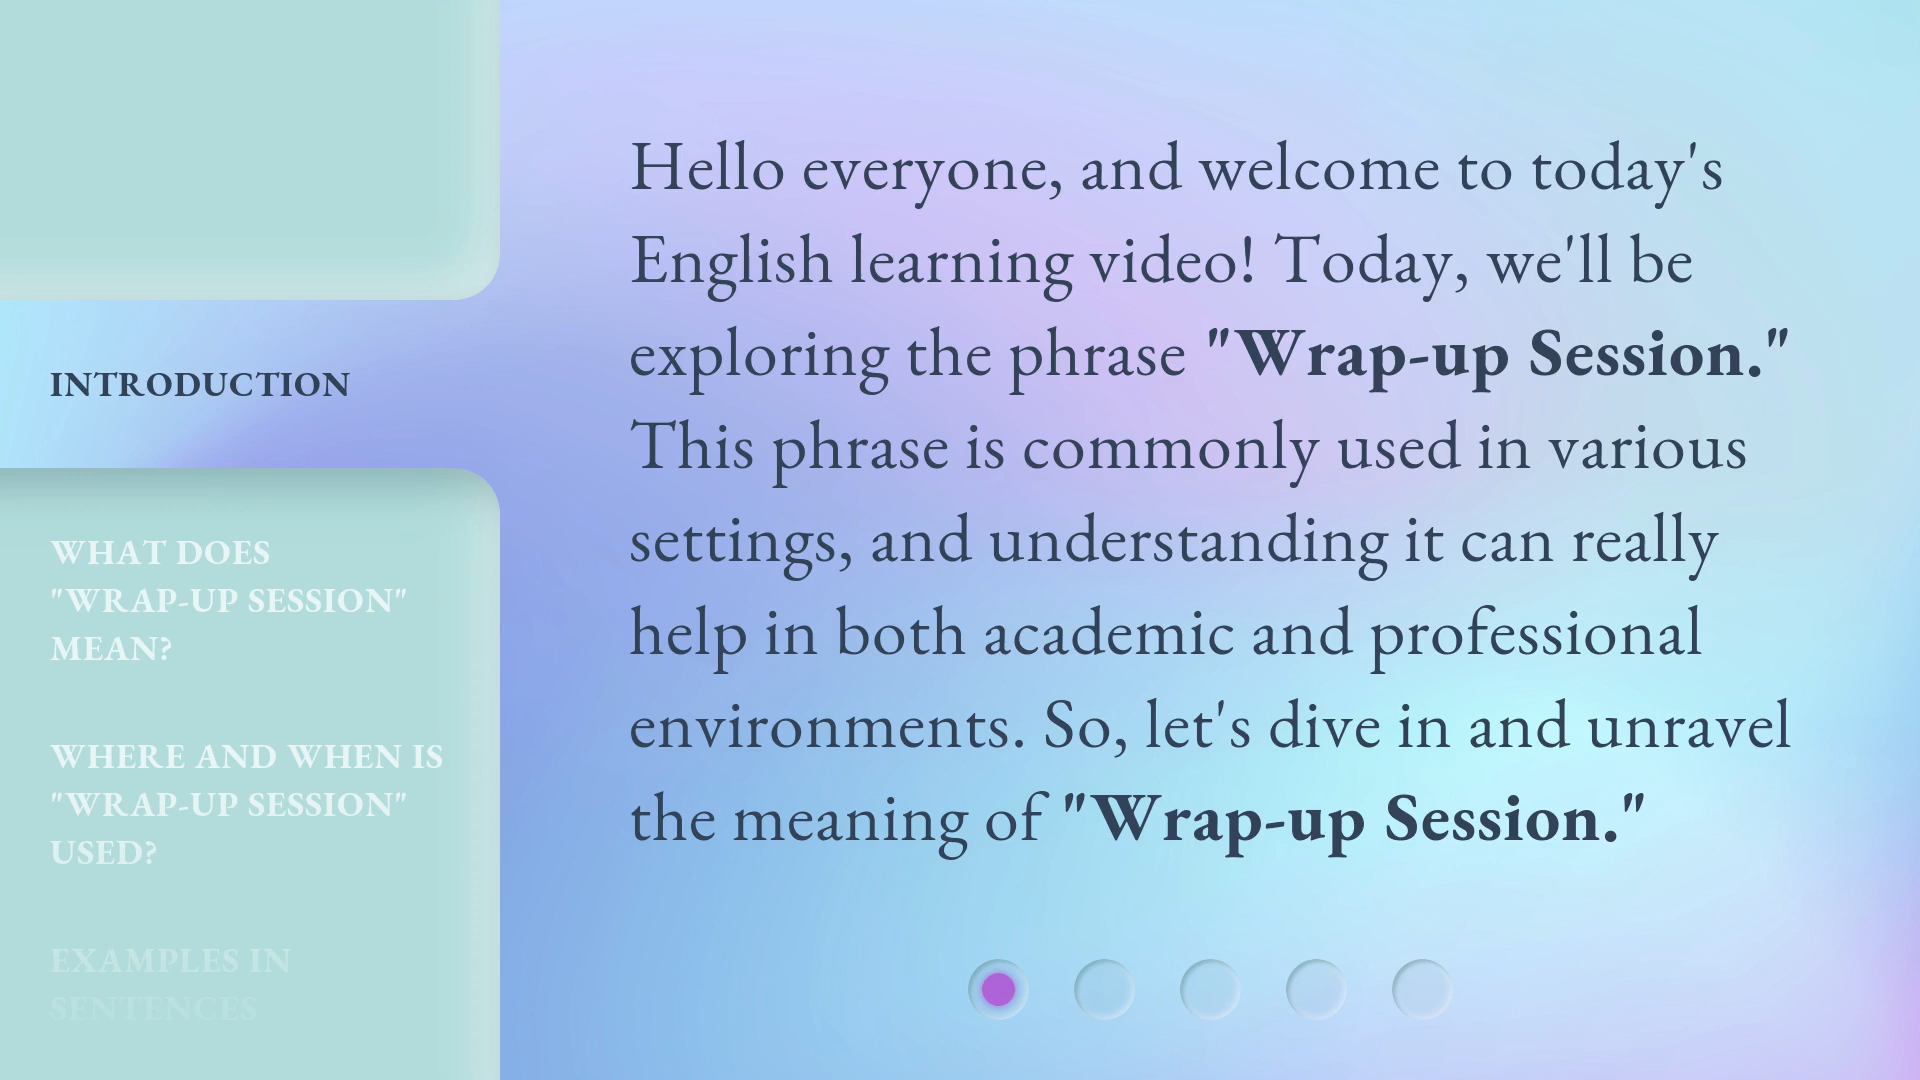 INTRODUCTION
WHAT DOES
"WRAP-UP SESSION"
MEAN?
WHERE AND WHEN IS
"WRAP-UP SESSION"
USED?
EXAMPLES IN
SENTENCES
Hello everyone, and welcome to today's
English learning video! Today, we'll be
exploring the phrase "Wrap-up Session."
This phrase is commonly used in various
settings, and understanding it can really
help in both academic and professional
environments. So, let's dive in and unravel
the meaning of "Wrap-up Session."